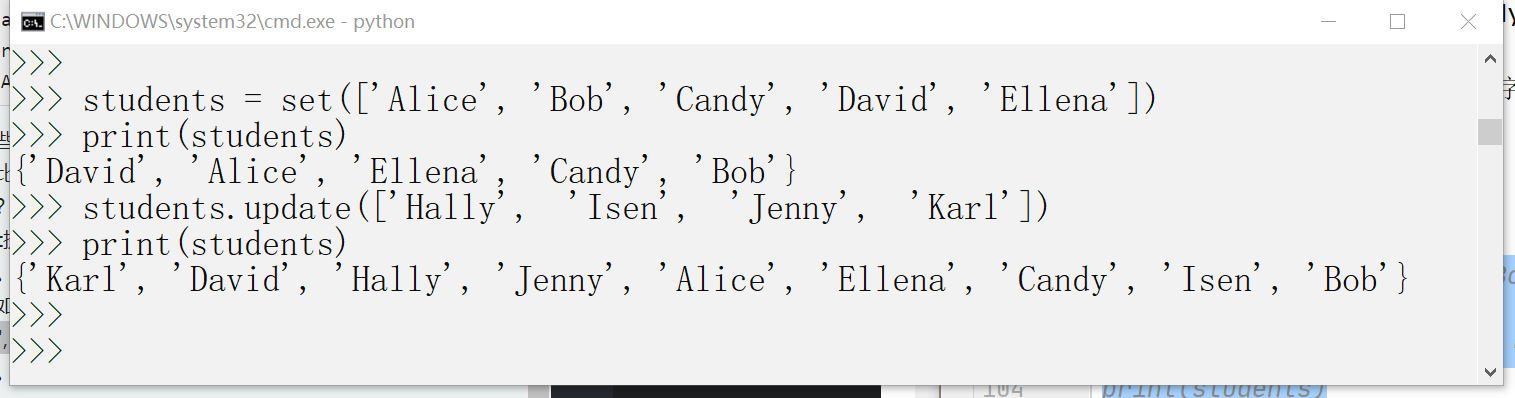 C:\WINDOWS\system32\cmd.exe - python
>>>
>>> students = set(['Alice', 'Bob', 'Candy', 'David', 'Ellena'])
>>> print(students)
{'David', 'Alice', 'Ellena', 'Candy', 'Bob'}
>>> students.update(['Hally',  'Isen',  'Jenny',  'Karl'])
>>> print(students)
{'Karl', 'David', 'Hally', 'Jenny', 'Alice', 'Ellena', 'Candy', 'Isen', 'Bob'}
>>>
>>>
104 print(students)